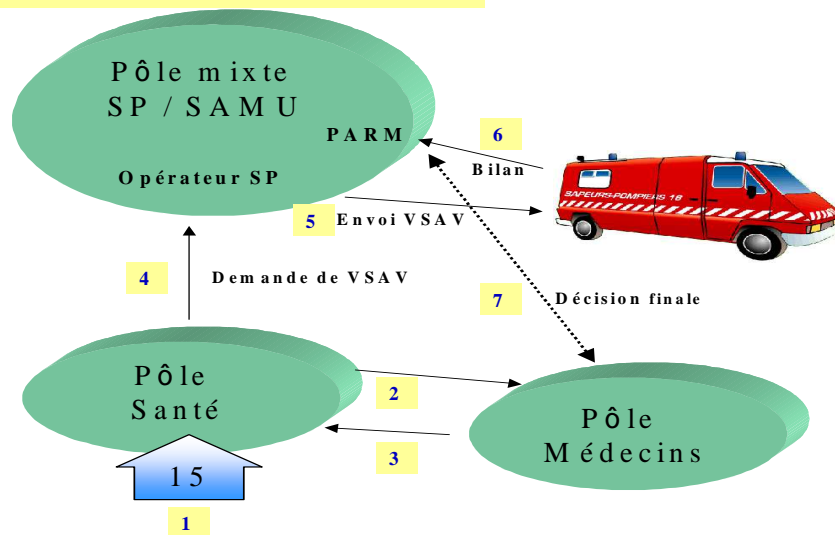 Pôle mixte
SP / SAMU
PARM
Opérateur SP
6
Bilan
SAPEURS-POMPIERS 18
5
Envoi VSAV
4
Demande de VSAV
7
Décision finale
Pôle
Santé
2
3
Pôle
Médecins
15
1